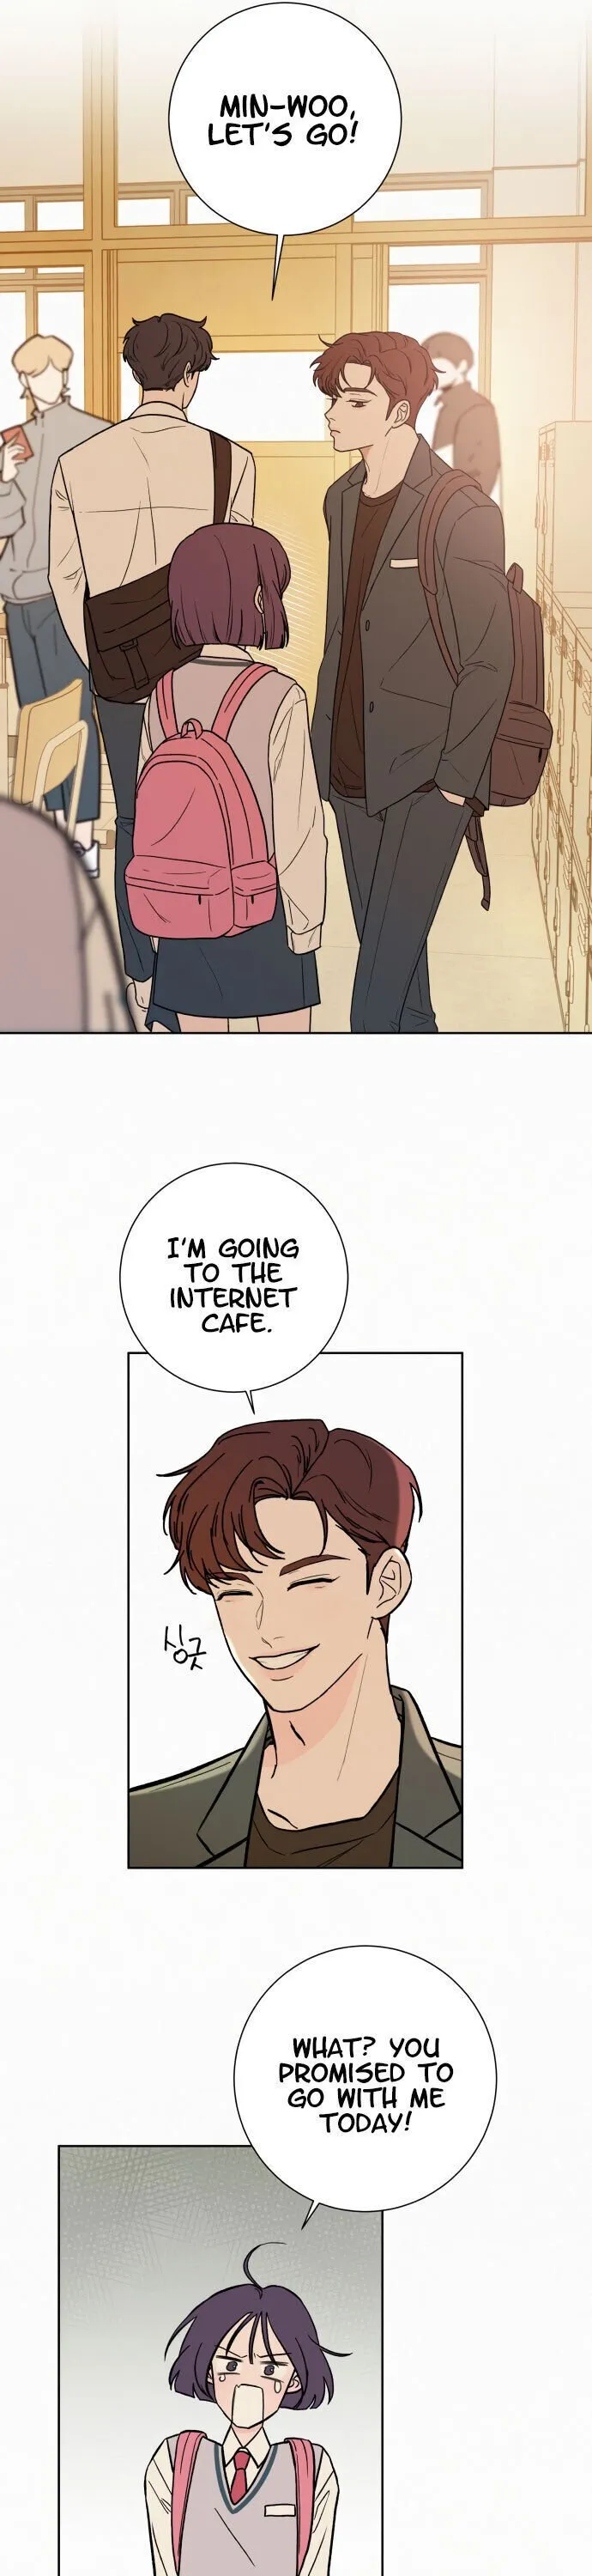 MIN-WOO,
LET'S GO!
I'M GOING
TO THE
INTERNET
CAFE.
싱긋
WHAT? YOU
PROMISED TO
GO WITH ME
TODAY!